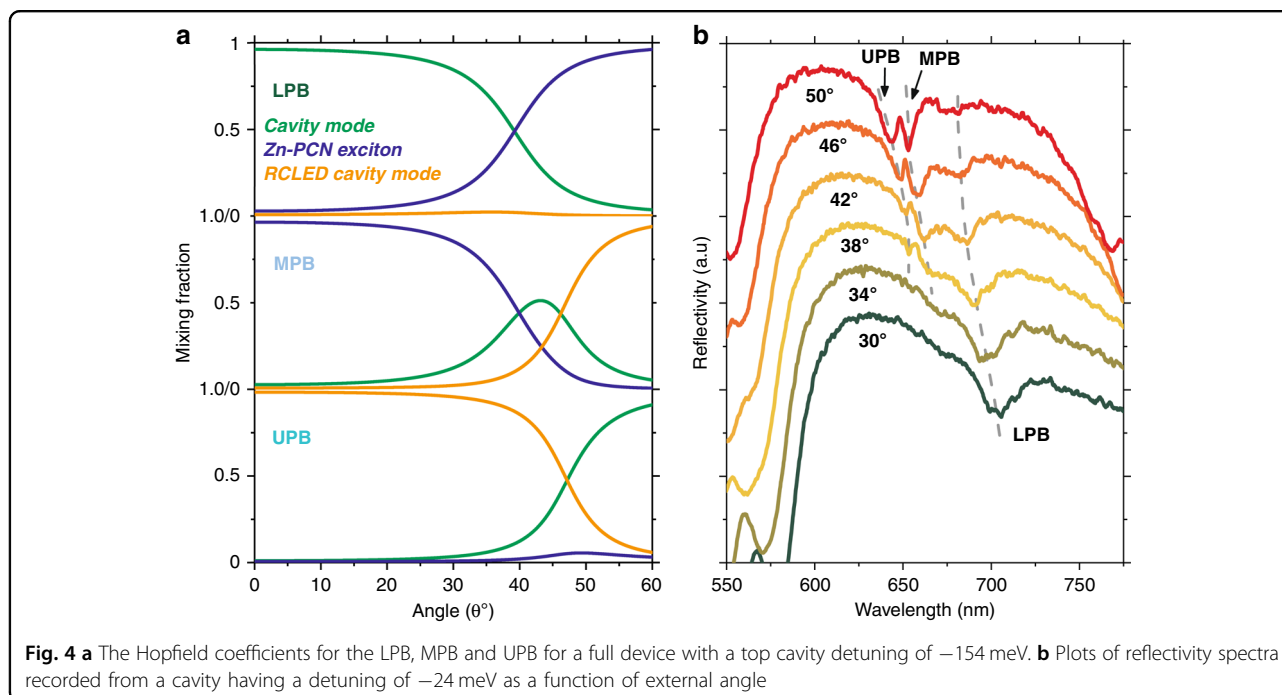 a
1
LPB
Cavity mode
Zn-PCN exciton
RCLED cavity mode
0.5
1.0/0
MPB
0.5
1.0/0
UPB
0.5
0
Mixing fraction
0 10 20 30 40 50 60
Angle (θ°)
b
UPB
MPB
50°
46°
42°
38°
34°
30°
LPB
Reflectivity (a.u)
550 600 650 700 750
Wavelength (nm)
Fig. 4 a The Hopfield coefficients for the LPB, MPB and UPB for a full device with a top cavity detuning of −154 meV. b Plots of reflectivity spectra
recorded from a cavity having a detuning of −24 meV as a function of external angle